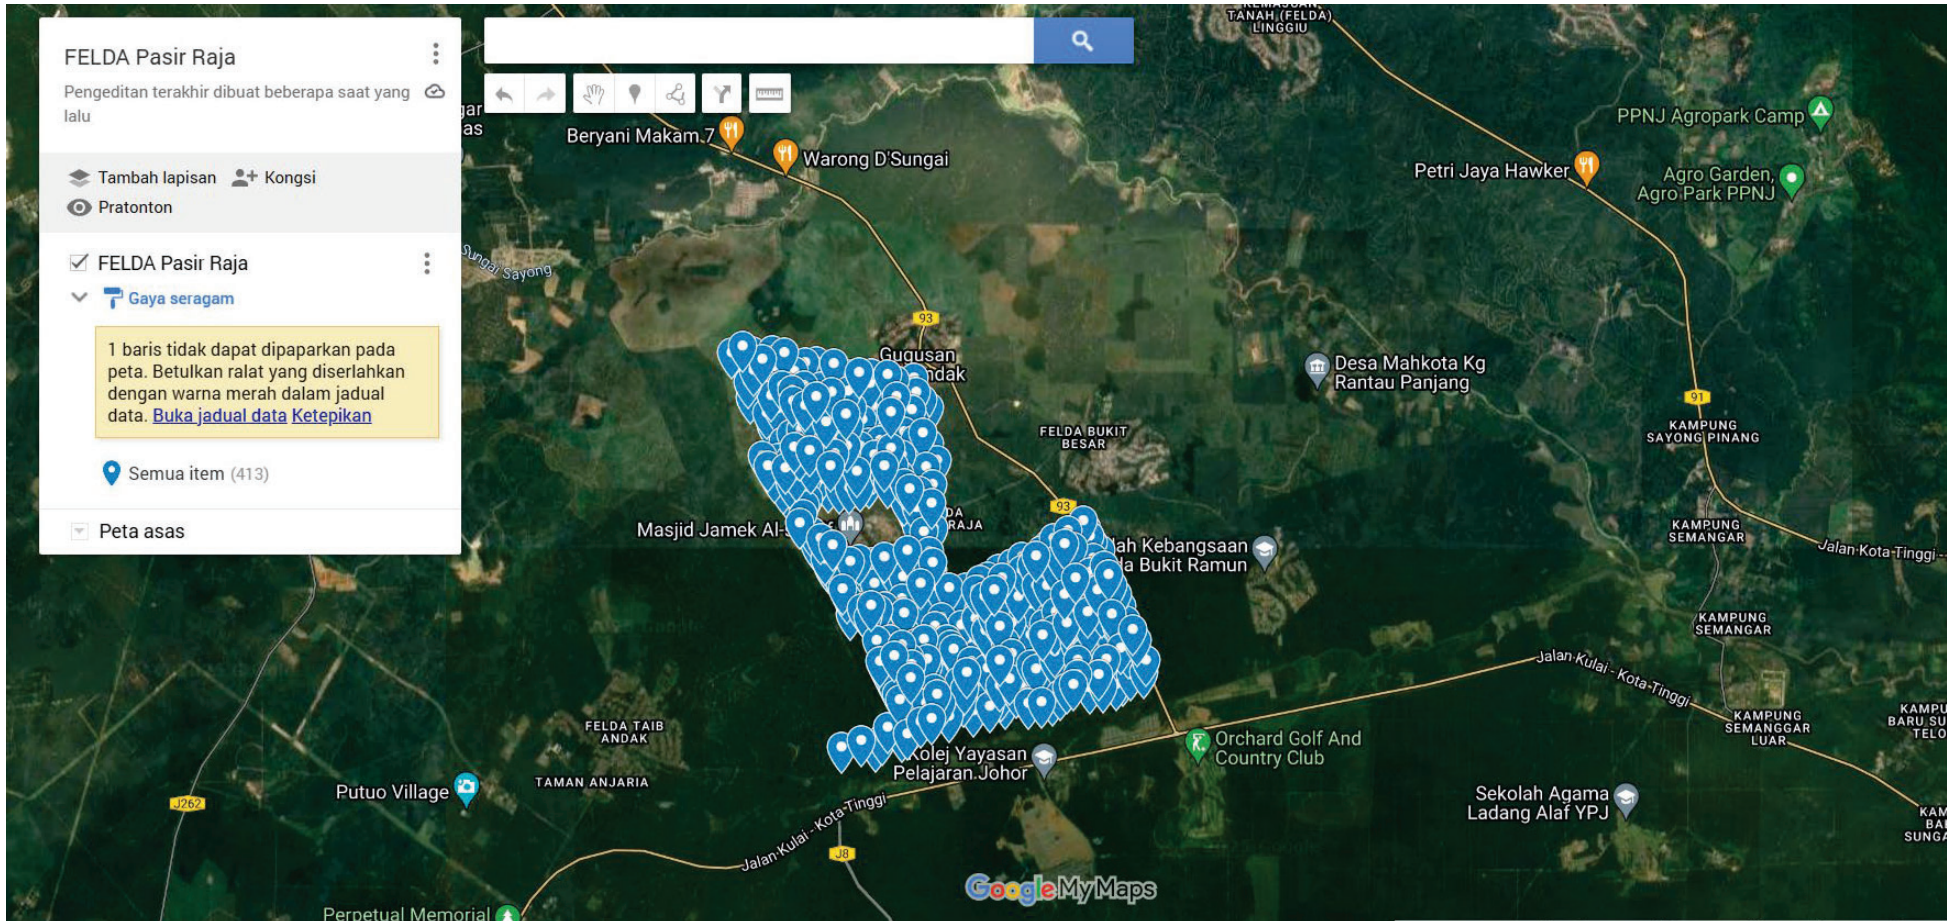 FELDA Pasir Raja
Pengeditan terakhir dibuat beberapa saat yang
lalu
Tambah lapisan
Kongsi
Pratonton
FELDA Pasir Raja
Gaya seragam
1 baris tidak dapat dipaparkan pada
peta. Betulkan ralat yang diserlahkan
dengan warna merah dalam jadual
data. Buka jadual data Ketepikan
Semua item (413)
Peta asas
TANAH (FELDA)
LINGGIU
Beryani Makam 7
Warong D'Sungai
Petri Jaya Hawker
PPNJ Agropark Camp
Agro Garden,
Agro Park PPNJ
Sungai Sayong
93
Gugusan
Desa Mahkota Kg
Rantau Panjang
91
KAMPUNG
SAYONG PINANG
FELDA BUKIT
BESAR
93
Masjid Jamek
RAJA
Kebangsaan
Bukit Ramun
KAMPUNG
SEMANGAR
Jalan Kota Tinggi
KAMPUNG
SEMANGAR
Jalan Kulai - Kota Tinggi
KAMPUNG
SEMANGGAR
LUAR
BARU
FELDA TAIB
ANDAK
Kolej Yayasan
Pelajaran Johor
Orchard Golf And
Country Club
TAMAN ANJARIA
Putuo Village
J262
Jalan Kulai - Kota Tinggi
J8
Sekolah Agama
Ladang Alaf YPJ
Google My Maps
Perpetual Memorial